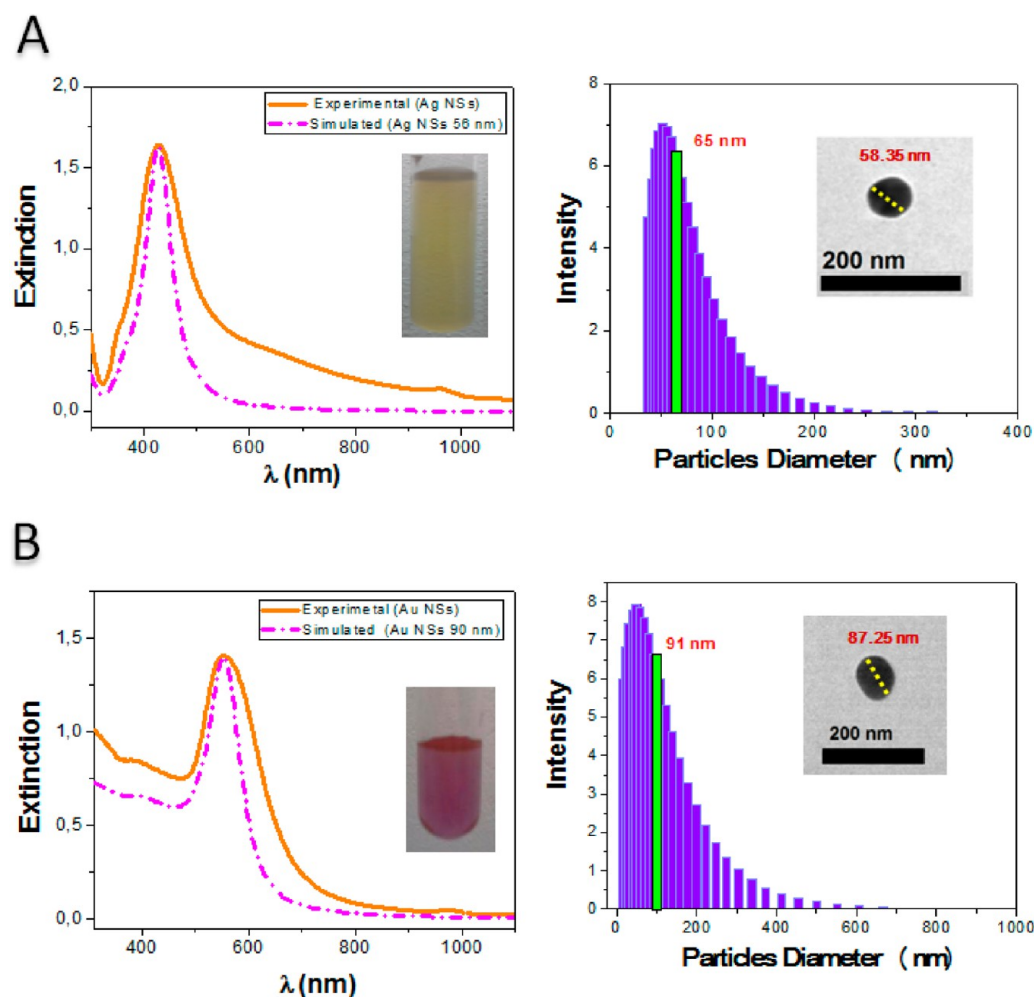 A
2,0
1,5
1,0
0,5
0,0
Extinction
400
600
800
1000
λ (nm)
Experimental (Ag NSs)
Simulated (Ag NSs 56 nm)
8
6
4
2
0
Intensity
0
100
200
300
400
Particles Diameter ( nm)
65 nm
58.35 nm
200 nm
B
1,5
1,0
0,5
0,0
Extinction
400
600
800
1000
λ (nm)
Experimetal (Au NSs)
Simulated (Au NSs 90 nm)
8
7
6
5
4
3
2
1
0
Intensity
0
200
400
600
800
1000
Particles Diameter ( nm)
91 nm
87.25 nm
200 nm